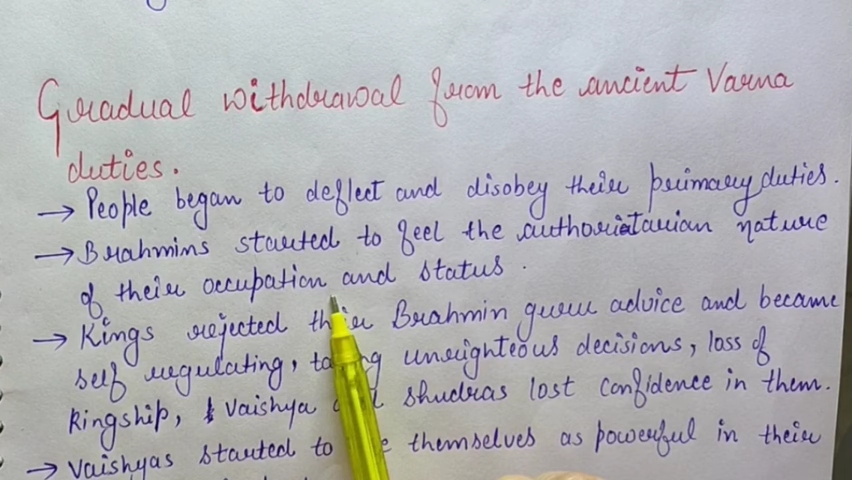 Gradual withdrawal from the ancient Varna
duties.
→ People began to deflect and disobey their primary duties.
→ Brahmins started to feel the authoriatarian nature
of their occupation and status.
→ Kings rejected their Brahmin guru advice and became
self regulating, taking unrighteous decisions, loss of
kingship, Vaishya and Shudras lost confidence in them.
→ Vaishyas started to themselves as powerful in their